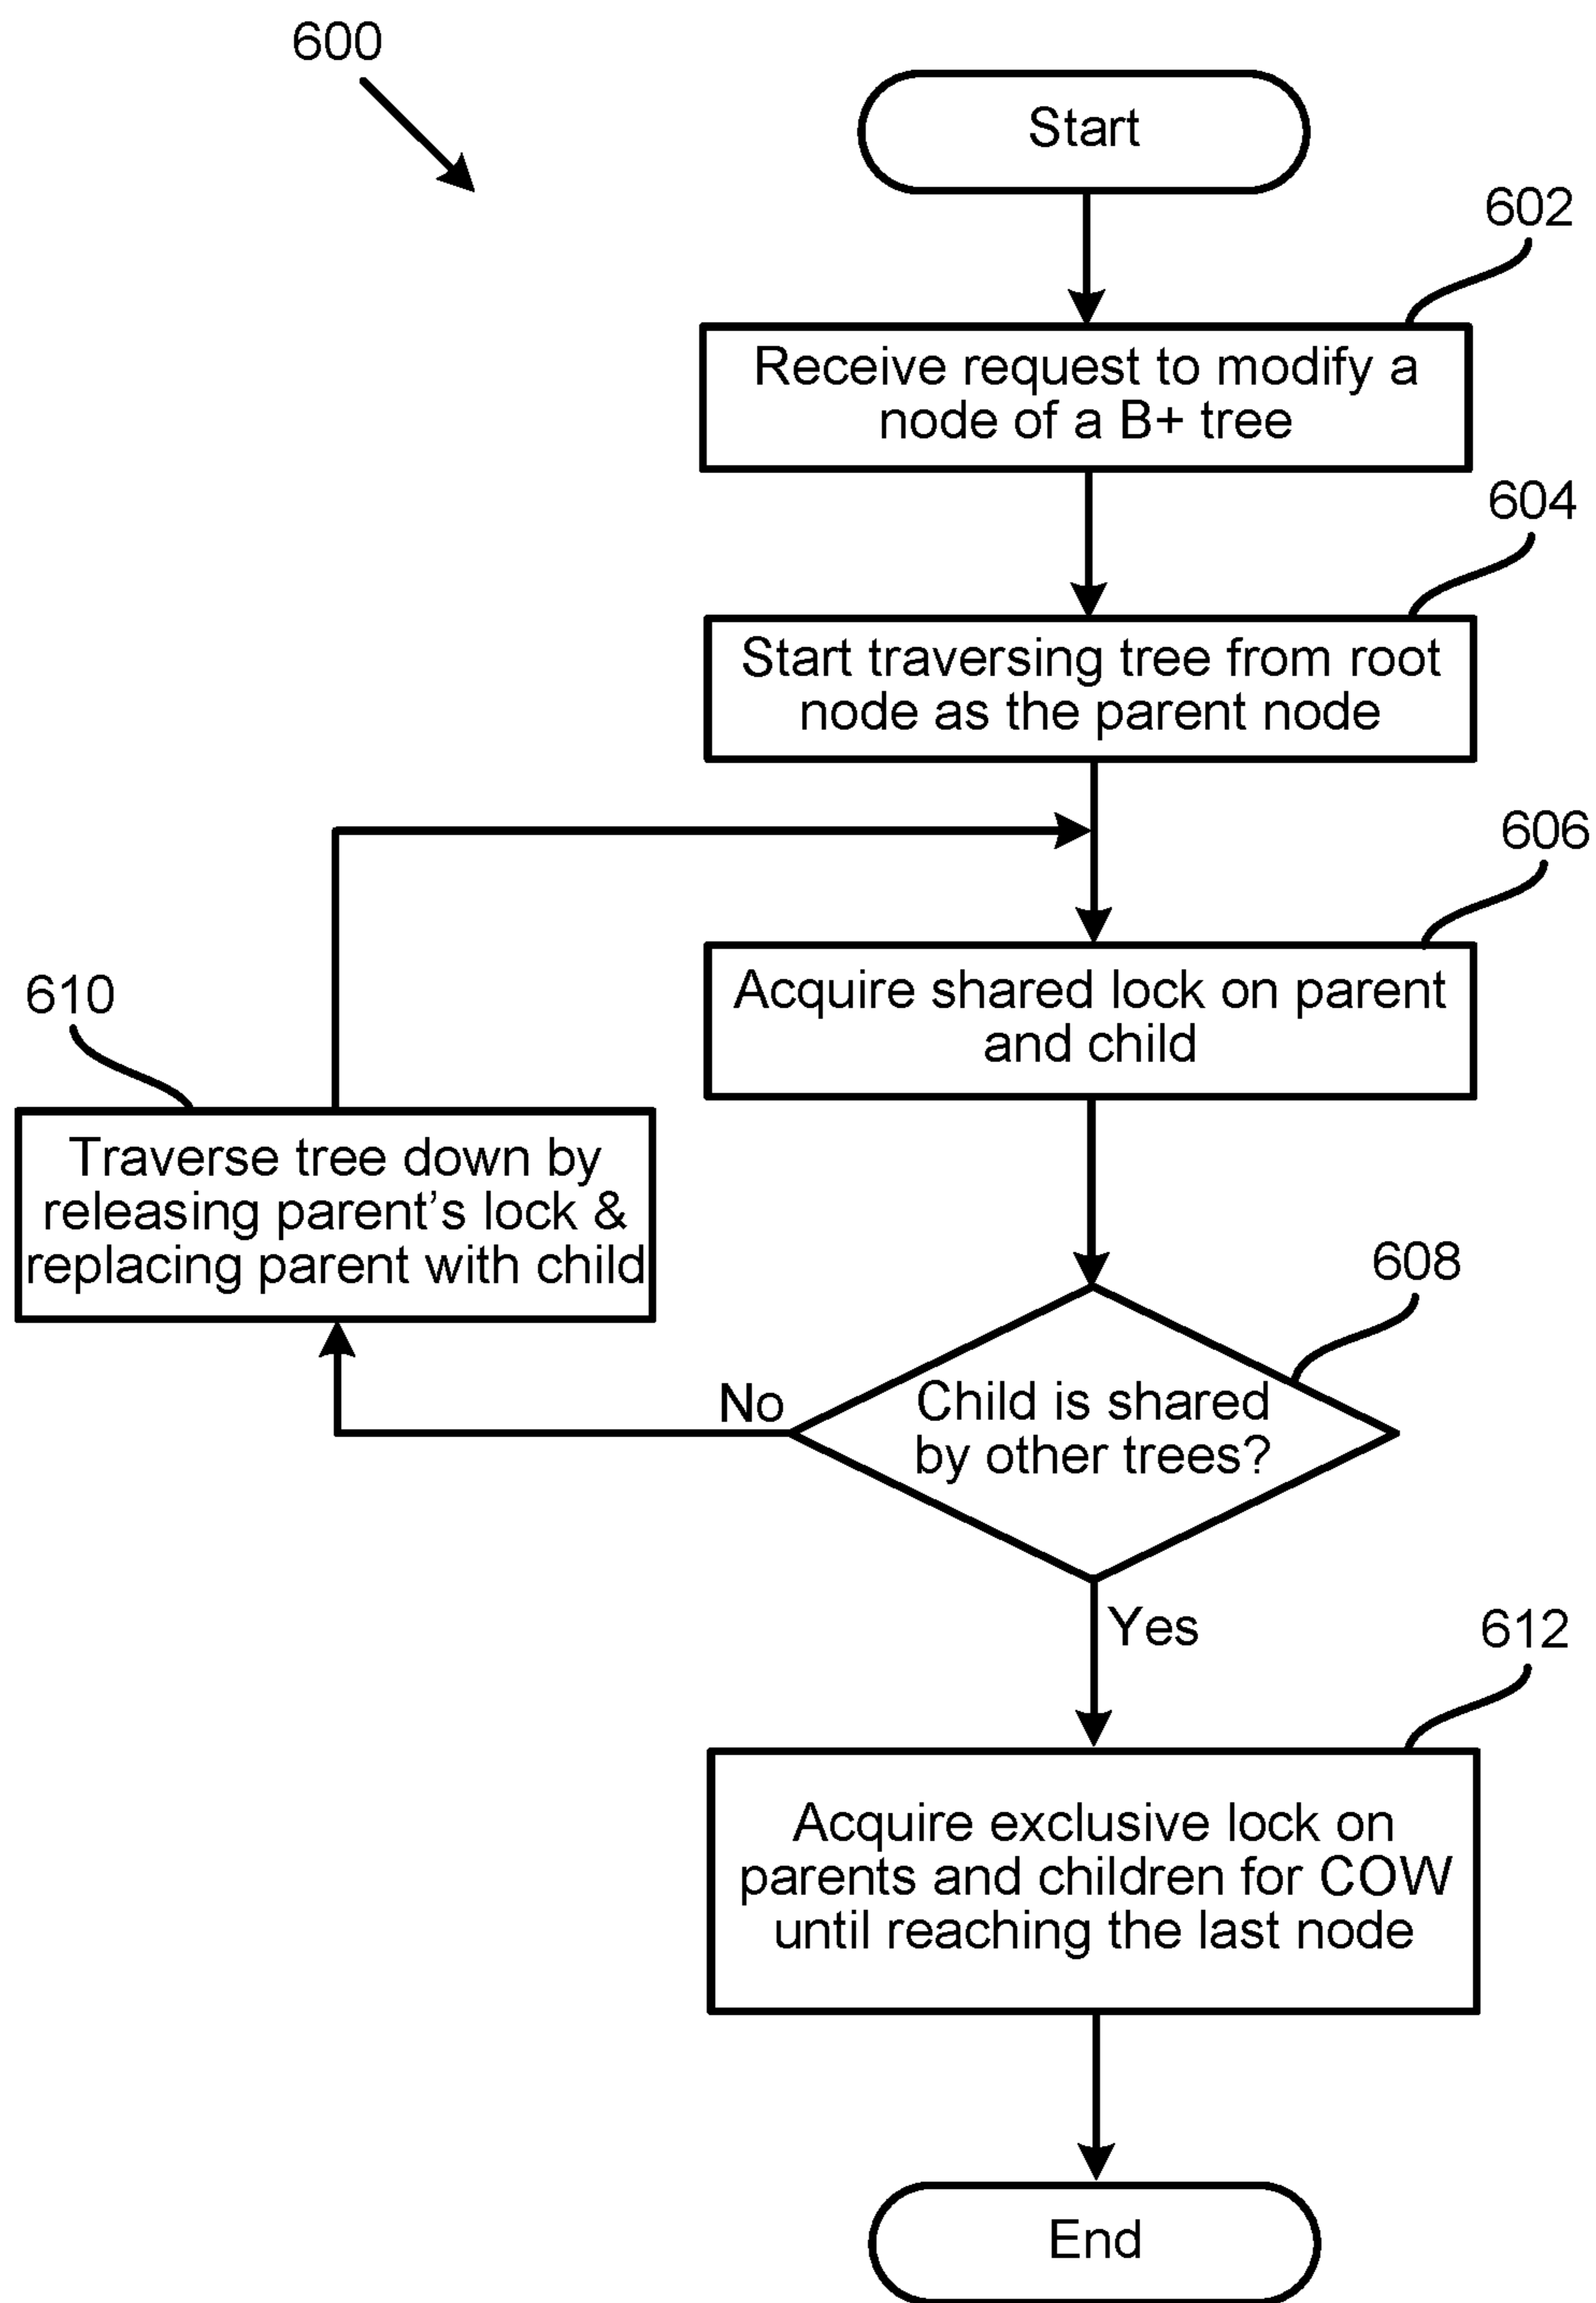 600
Start
602
Receive request to modify a
node of a B+ tree
604
Start traversing tree from root
node as the parent node
606
Acquire shared lock on parent
and child
610
Traverse tree down by
releasing parent's lock &
replacing parent with child
608
Child is shared
by other trees?
No
Yes
612
Acquire exclusive lock on
parents and children for COW
until reaching the last node
End